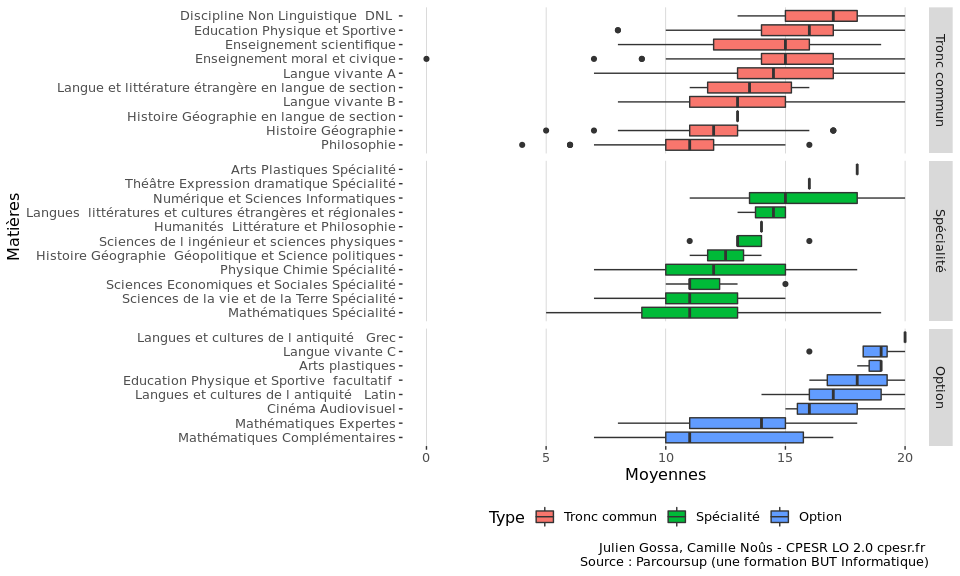 Discipline Non Linguistique  DNL
Education Physique et Sportive
Enseignement scientifique
Enseignement moral et civique
Langue vivante A
Langue et littérature étrangère en langue de section
Langue vivante B
Histoire Géographie en langue de section
Histoire Géographie
Philosophie
Tronc commun
Arts Plastiques Spécialité
Théâtre Expression dramatique Spécialité
Numérique et Sciences Informatiques
Langues  littératures et cultures étrangères et régionales
Humanités  Littérature et Philosophie
Sciences de l ingénieur et sciences physiques
Histoire Géographie  Géopolitique et Science politiques
Physique Chimie Spécialité
Sciences Economiques et Sociales Spécialité
Sciences de la vie et de la Terre Spécialité
Mathématiques Spécialité
Spécialité
Matières
Langues et cultures de l antiquité   Grec
Langue vivante C
Arts plastiques
Education Physique et Sportive  facultatif
Langues et cultures de l antiquité   Latin
Cinéma Audiovisuel
Mathématiques Expertes
Mathématiques Complémentaires
Option
0 5 10 15 20
Moyennes
Type Tronc commun Spécialité Option
Julien Gossa, Camille Noûs - CPESR LO 2.0 cpesr.fr
Source : Parcoursup (une formation BUT Informatique)